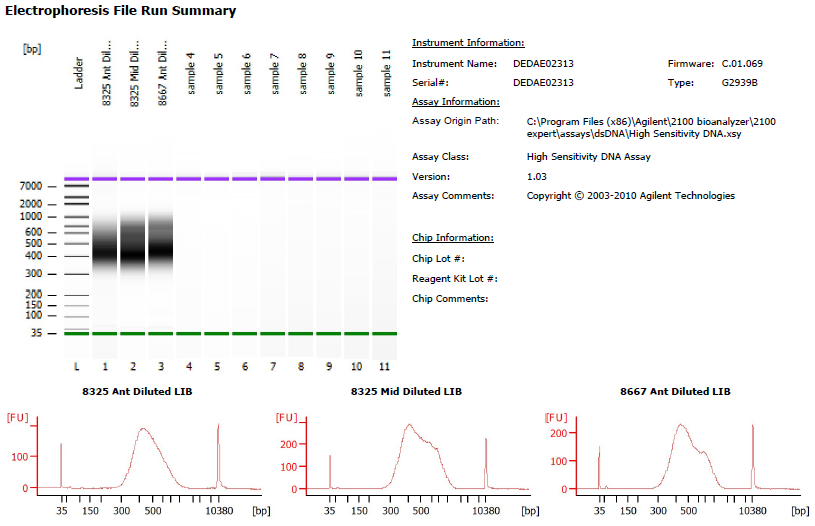 Electrophoresis File Run Summary
[bp]
Ladder
8325 Ant Dil...
8325 Mid Dil...
8667 Ant Dil...
sample 4
sample 5
sample 6
sample 7
sample 8
sample 9
sample 10
sample 11
7000
2000
1000
600
500
400
300
200
150
100
35
L 1 2 3 4 5 6 7 8 9 10 11
Instrument Information:
Instrument Name: DEDAE02313 Firmware: C.01.069
Serial#: DEDAE02313 Type: G2939B
Assay Information:
Assay Origin Path: C:\Program Files (x86)\Agilent\2100 bioanalyzer\2100
expert\assays\dsDNA\High Sensitivity DNA.xsy
Assay Class: High Sensitivity DNA Assay
Version: 1.03
Assay Comments: Copyright © 2003-2010 Agilent Technologies
Chip Information:
Chip Lot #:
Reagent Kit Lot #:
Chip Comments:
8325 Ant Diluted LIB
[FU]
100
0
35 150 300 500 10380 [bp]
8325 Mid Diluted LIB
[FU]
200
100
0
35 150 300 500 10380 [bp]
8667 Ant Diluted LIB
[FU]
200
100
0
35 150 300 500 10380 [bp]